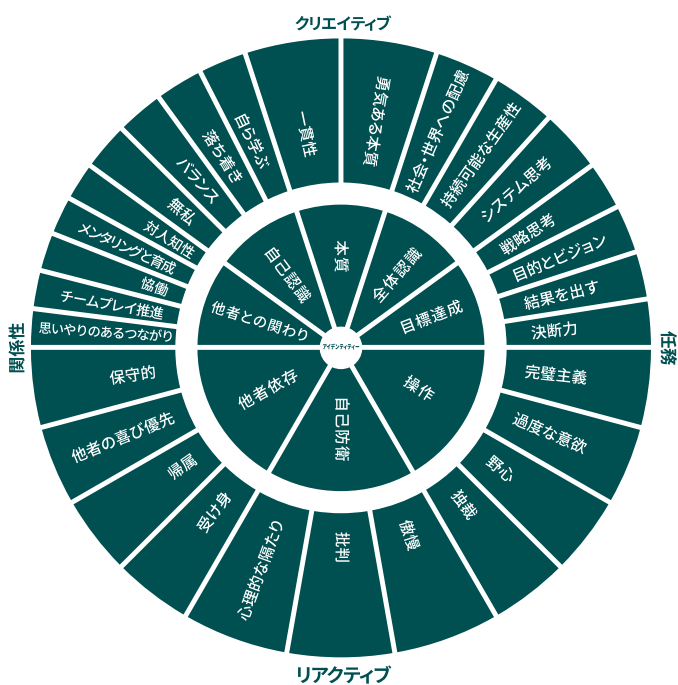 クリエイティブ
関係性
任務
リアクティブ
アイデンティティー
他者との関わり
自己認識
本質
全体認識
目標達成
操作
自己防衛
他者依存
思いやりのあるつながり
チームプレイ推進
協働
メンタリングと育成
対人知性
無私
バランス
落ち着き
自ら学ぶ
一貫性
勇気ある本質
社会・世界への配慮
持続可能な生産性
システム思考
戦略思考
目的とビジョン
結果を出す
決断力
完璧主義
過度な意欲
野心
独裁
傲慢
批判
心理的な隔たり
受け身
帰属
他者の喜び優先
保守的